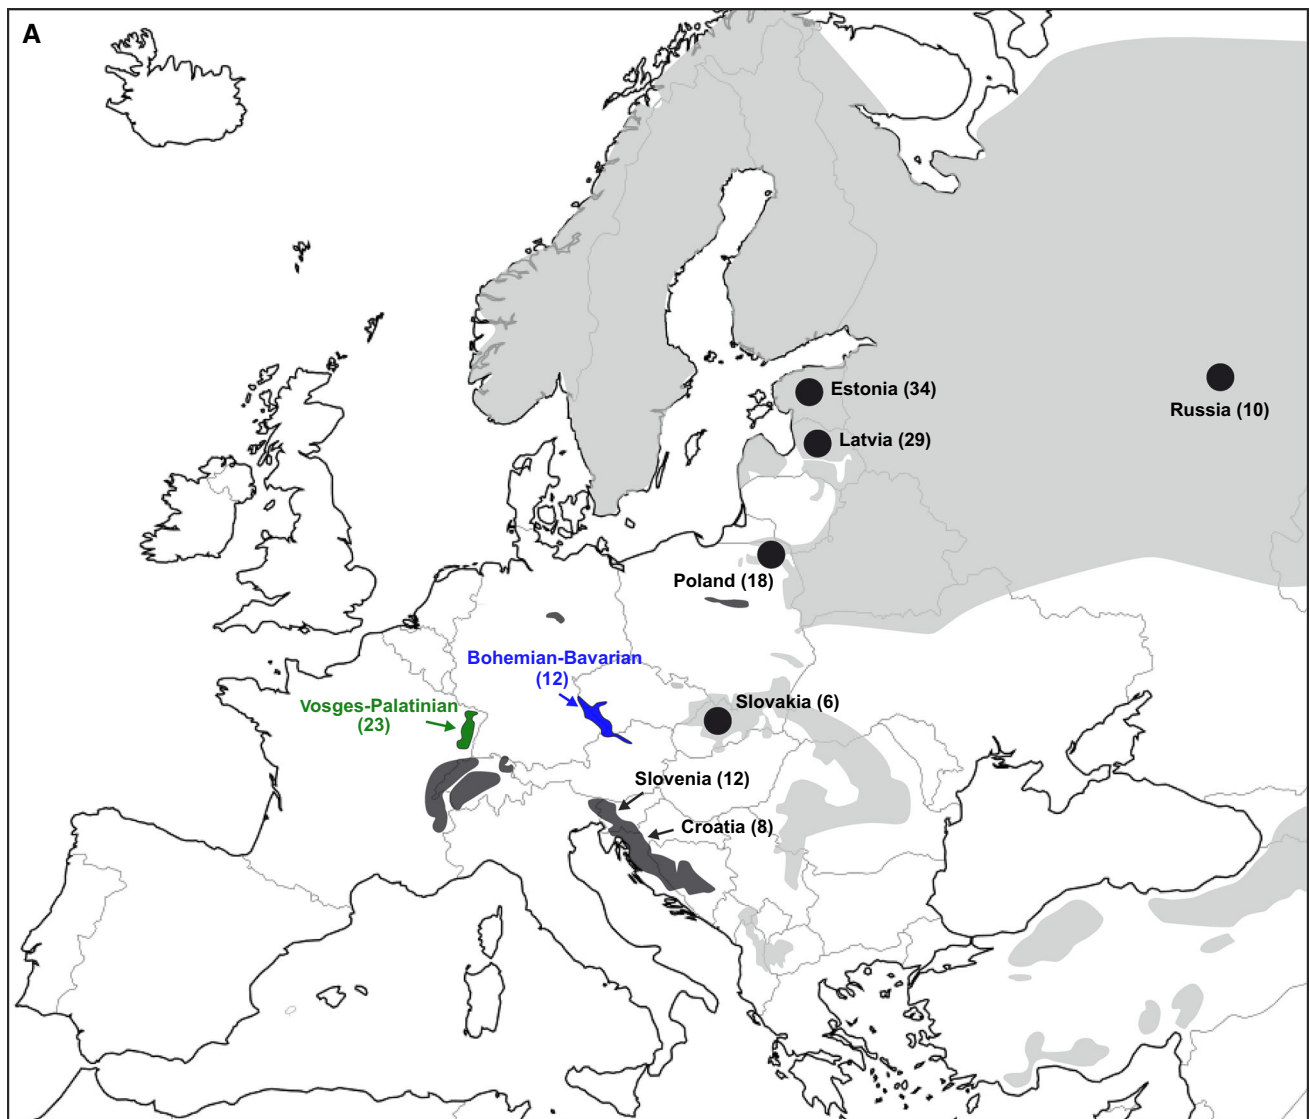 A
Estonia (34)
Russia (10)
Latvia (29)
Poland (18)
Bohemian-Bavarian
(12)
Vosges-Palatinian
(23)
Slovakia (6)
Slovenia (12)
Croatia (8)